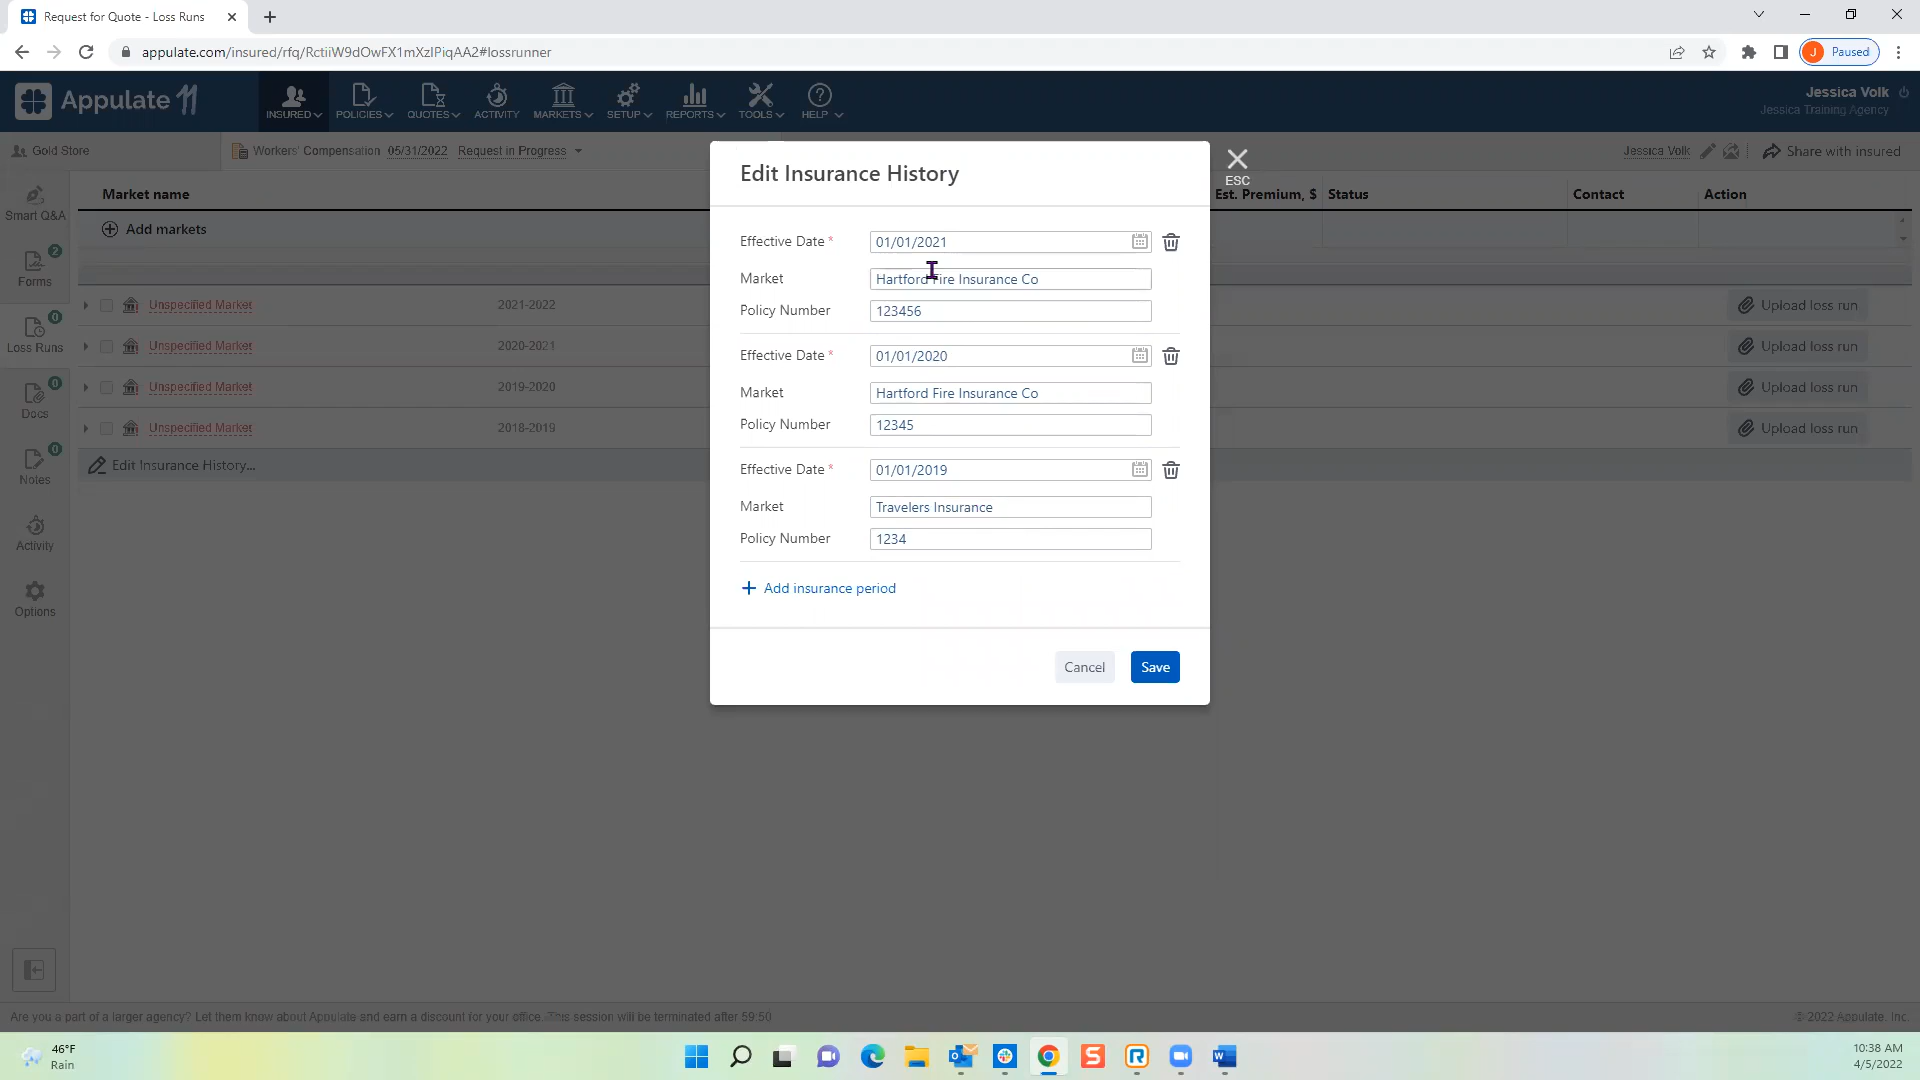 Request for Quote - Loss Runs
appulate.com/insured/rfq/RctiiW9dOwFX1mXzIPiqAA2#lossrunner
J Paused
Appulate 11
INSURED
POLICIES
QUOTES
ACTIVITY
MARKETS
SETUP
REPORTS
TOOLS
HELP
Jessica Volk
Jessica Training Agency
Gold Store
Workers' Compensation 05/31/2022 Request in Progress
Jessica Volk
Share with insured
Smart Q&A
2
Forms
0
Loss Runs
0
Docs
0
Notes
Activity
Options
Market name
Est. Premium, $
Status
Contact
Action
Add markets
Unspecified Market 2021-2022 Upload loss run
Unspecified Market 2020-2021 Upload loss run
Unspecified Market 2019-2020 Upload loss run
Unspecified Market 2018-2019 Upload loss run
Edit Insurance History...
Edit Insurance History
ESC
Effective Date * 01/01/2021
Market Hartford Fire Insurance Co
Policy Number 123456
Effective Date * 01/01/2020
Market Hartford Fire Insurance Co
Policy Number 12345
Effective Date * 01/01/2019
Market Travelers Insurance
Policy Number 1234
+ Add insurance period
Cancel
Save
Are you a part of a larger agency? Let them know about Appulate and earn a discount for your office. This session will be terminated after 59:50
© 2022 Appulate, Inc.
46°F
Rain
10:38 AM
4/5/2022